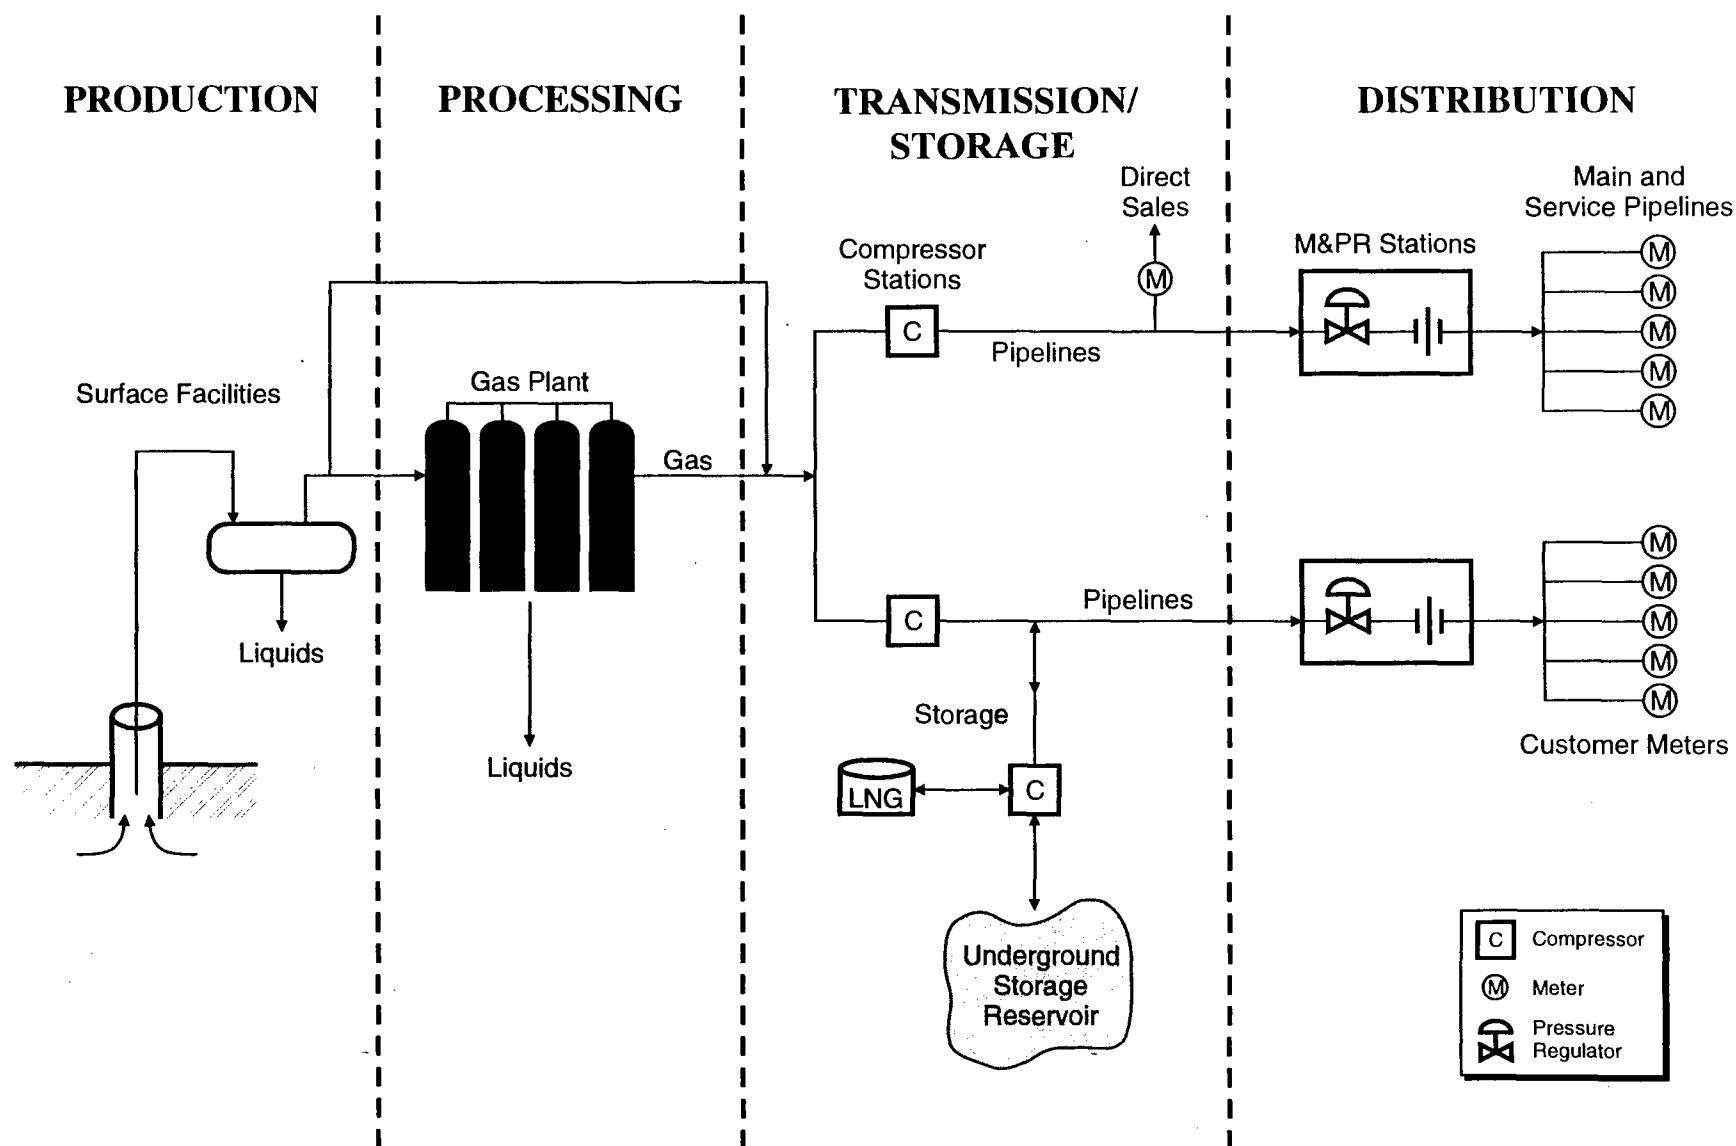 PRODUCTION
PROCESSING
TRANSMISSION/
STORAGE
DISTRIBUTION
Direct
Sales
Main and
Service Pipelines
Compressor
Stations
M&PR Stations
M
M
M
M
M
M
C
Pipelines
Surface Facilities
Gas Plant
Gas
Liquids
Liquids
C
Pipelines
M
M
M
M
M
Storage
Customer Meters
LNG
C
Underground
Storage
Reservoir
C Compressor
M Meter
Pressure
Regulator